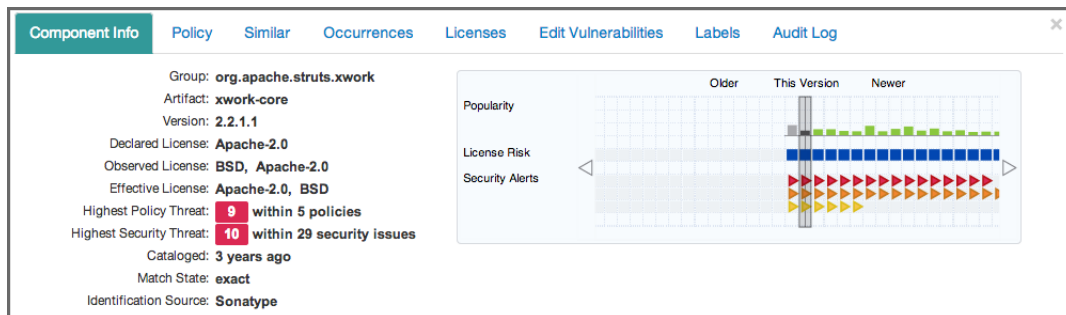 Component Info Policy Similar Occurrences Licenses Edit Vulnerabilities Labels Audit Log ×
Group: org.apache.struts.xwork
Artifact: xwork-core
Version: 2.2.1.1
Declared License: Apache-2.0
Observed License: BSD, Apache-2.0
Effective License: Apache-2.0, BSD
Highest Policy Threat: 9 within 5 policies
Highest Security Threat: 10 within 29 security issues
Cataloged: 3 years ago
Match State: exact
Identification Source: Sonatype
Older This Version Newer
Popularity
License Risk
Security Alerts